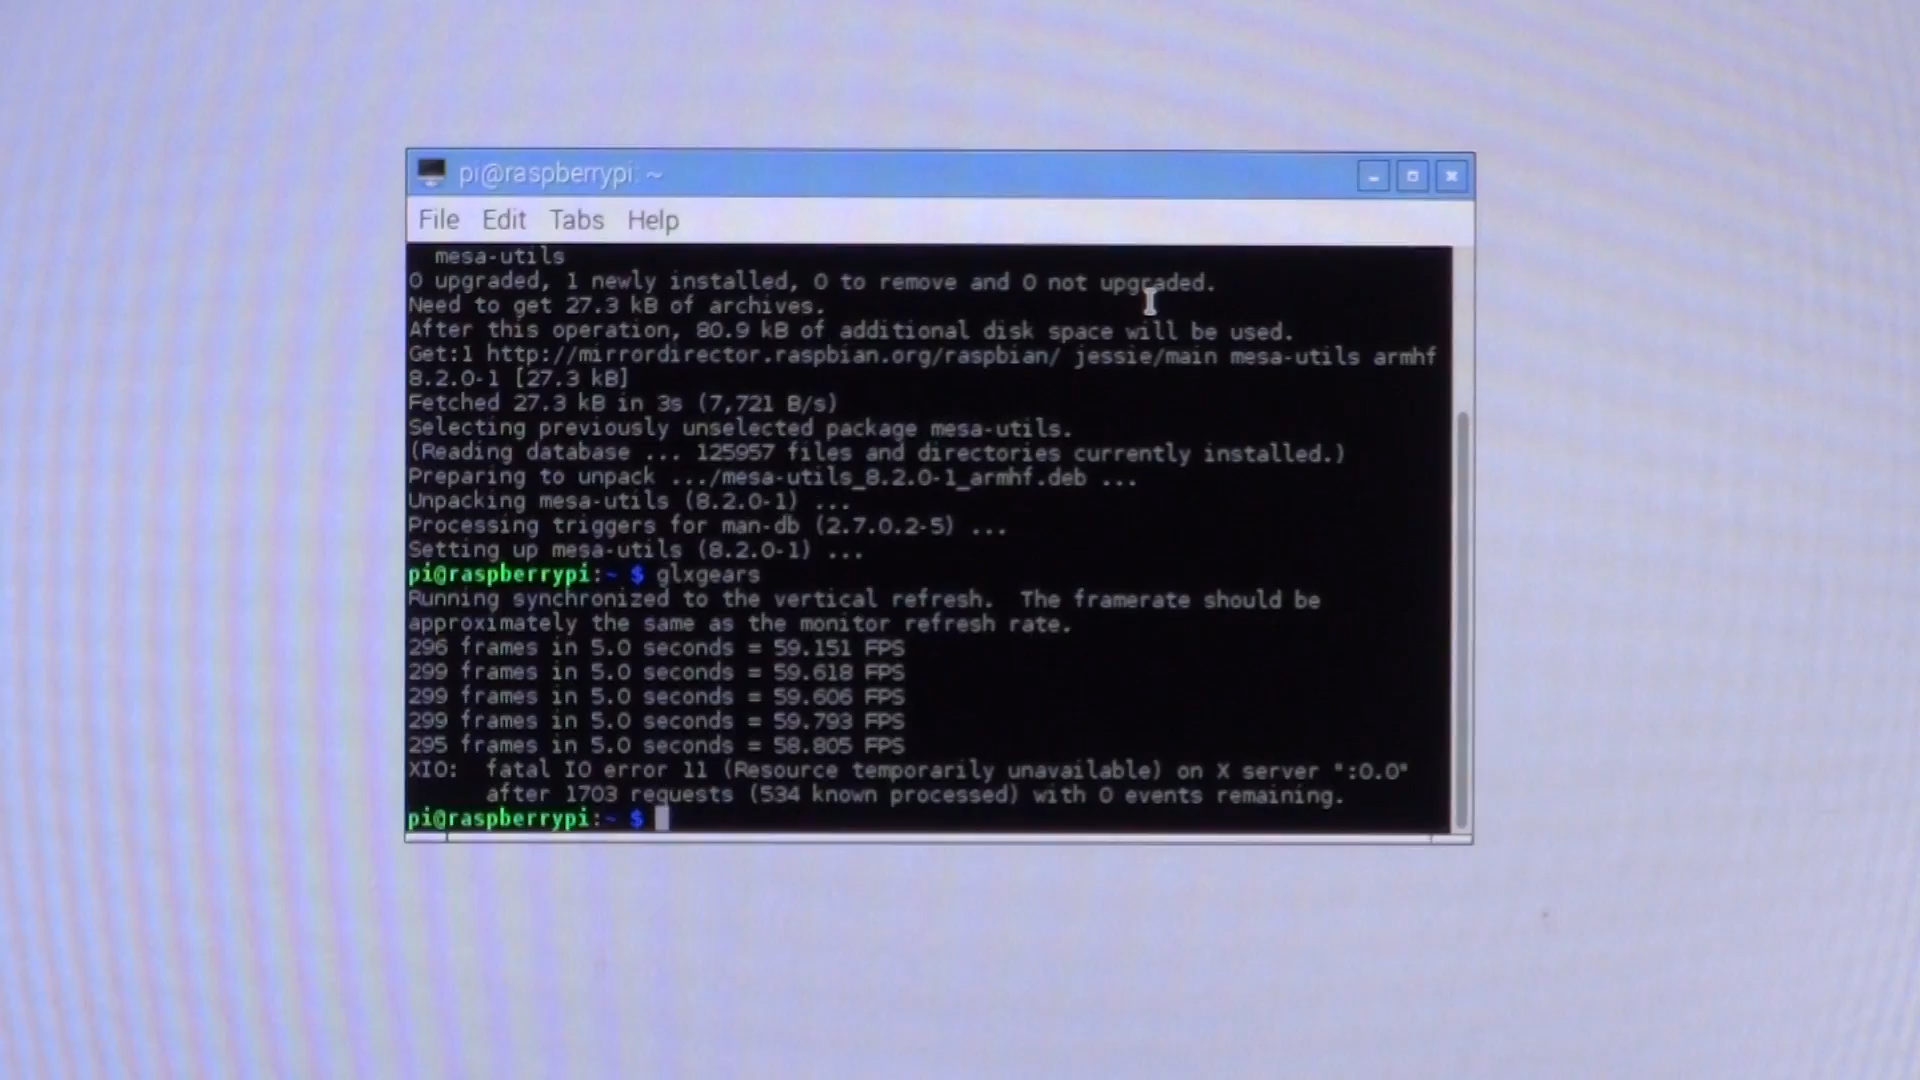 pi@raspberrypi: ~
File Edit Tabs Help
mesa-utils
0 upgraded, 1 newly installed, 0 to remove and 0 not upgraded.
Need to get 27.3 kB of archives.
After this operation, 80.9 kB of additional disk space will be used.
Get:1 http://mirrordirector.raspbian.org/raspbian/ jessie/main mesa-utils armhf
8.2.0-1 [27.3 kB]
Fetched 27.3 kB in 3s (7,721 B/s)
Selecting previously unselected package mesa-utils.
(Reading database ... 125957 files and directories currently installed.)
Preparing to unpack .../mesa-utils_8.2.0-1_armhf.deb ...
Unpacking mesa-utils (8.2.0-1) ...
Processing triggers for man-db (2.7.0.2-5) ...
Setting up mesa-utils (8.2.0-1) ...
pi@raspberrypi:~ $ glxgears
Running synchronized to the vertical refresh.  The framerate should be
approximately the same as the monitor refresh rate.
296 frames in 5.0 seconds = 59.151 FPS
299 frames in 5.0 seconds = 59.618 FPS
299 frames in 5.0 seconds = 59.606 FPS
299 frames in 5.0 seconds = 59.793 FPS
295 frames in 5.0 seconds = 58.805 FPS
XIO:  fatal IO error 11 (Resource temporarily unavailable) on X server ":0.0"
after 1703 requests (534 known processed) with 0 events remaining.
pi@raspberrypi:~ $